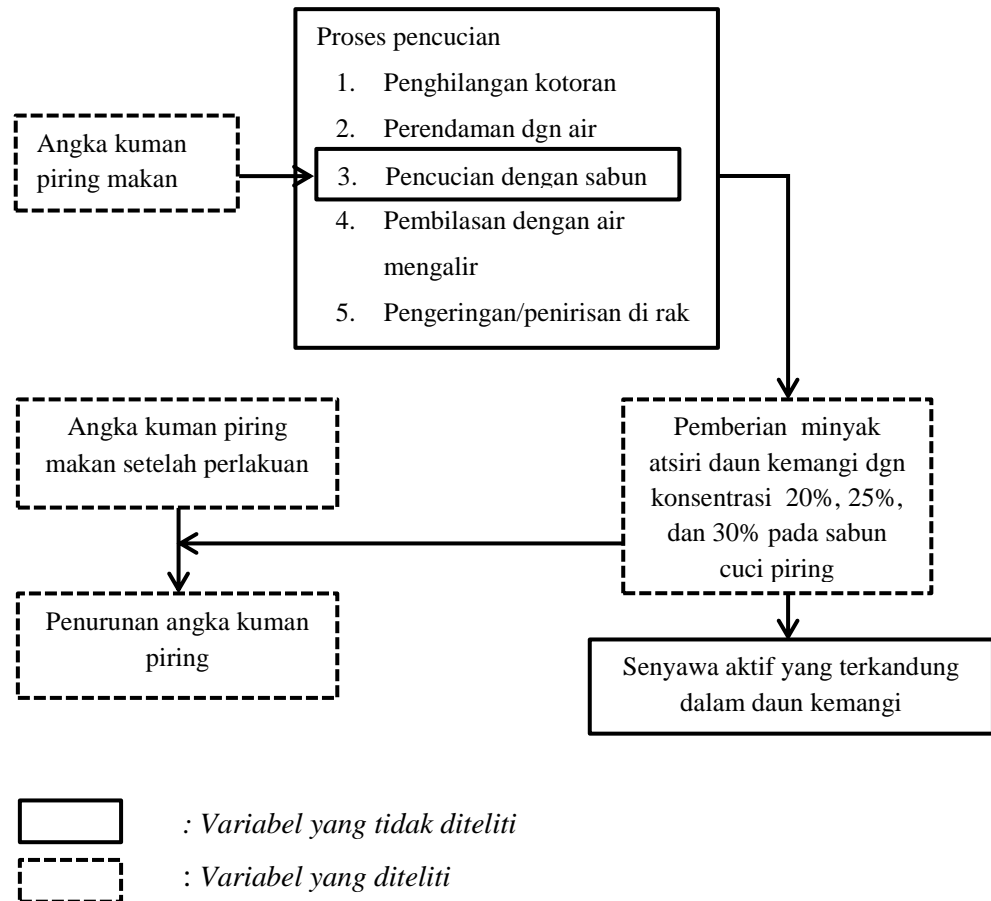 Proses pencucian
1. Penghilangan kotoran
2. Perendaman dgn air
3. Pencucian dengan sabun
4. Pembilasan dengan air
mengalir
5. Pengeringan/penirisan di rak
Angka kuman
piring makan
Angka kuman piring
makan setelah perlakuan
Pemberian minyak
atsiri daun kemangi dgn
konsentrasi 20%, 25%,
dan 30% pada sabun
cuci piring
Penurunan angka kuman
piring
Senyawa aktif yang terkandung
dalam daun kemangi
: Variabel yang tidak diteliti
: Variabel yang diteliti